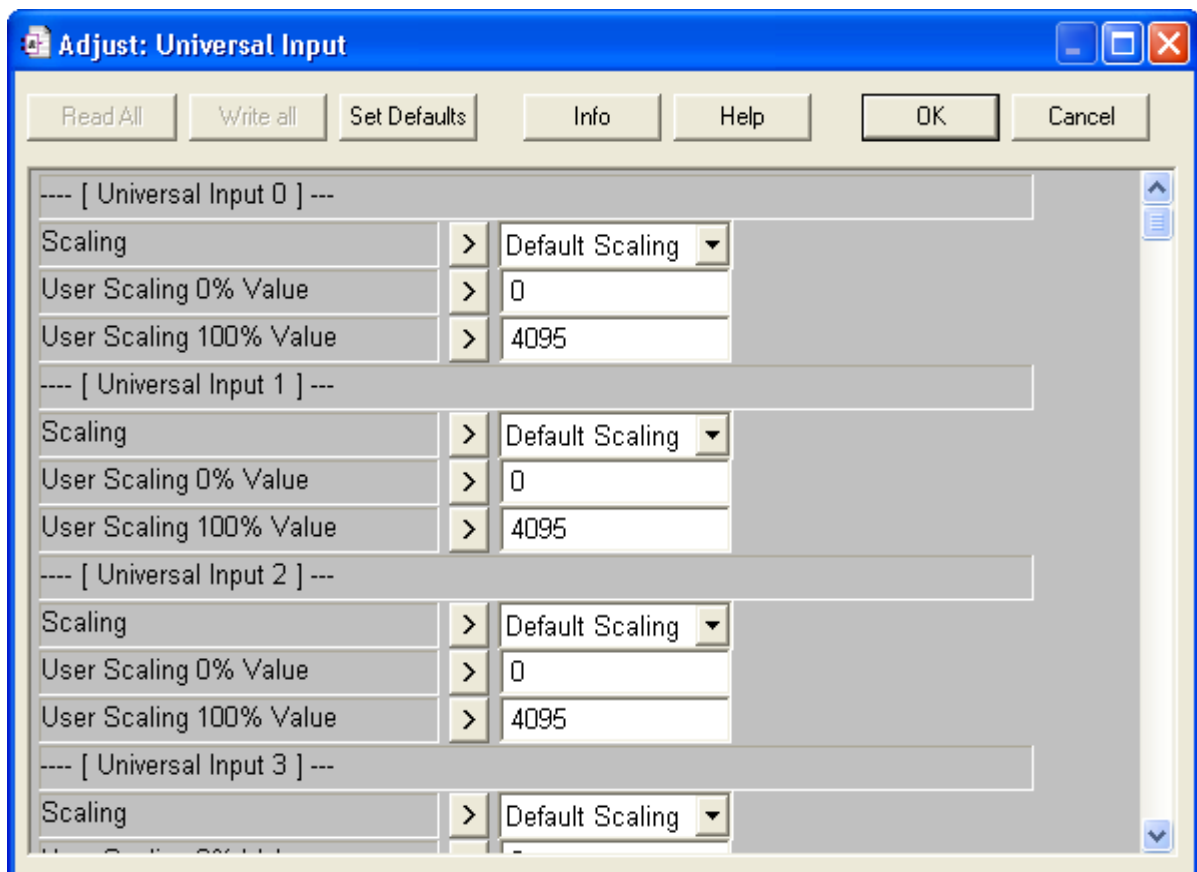 Adjust: Universal Input
Read All Write all Set Defaults Info Help OK Cancel
---- [ Universal Input 0 ] ---
Scaling > Default Scaling
User Scaling 0% Value > 0
User Scaling 100% Value > 4095
---- [ Universal Input 1 ] ---
Scaling > Default Scaling
User Scaling 0% Value > 0
User Scaling 100% Value > 4095
---- [ Universal Input 2 ] ---
Scaling > Default Scaling
User Scaling 0% Value > 0
User Scaling 100% Value > 4095
---- [ Universal Input 3 ] ---
Scaling > Default Scaling